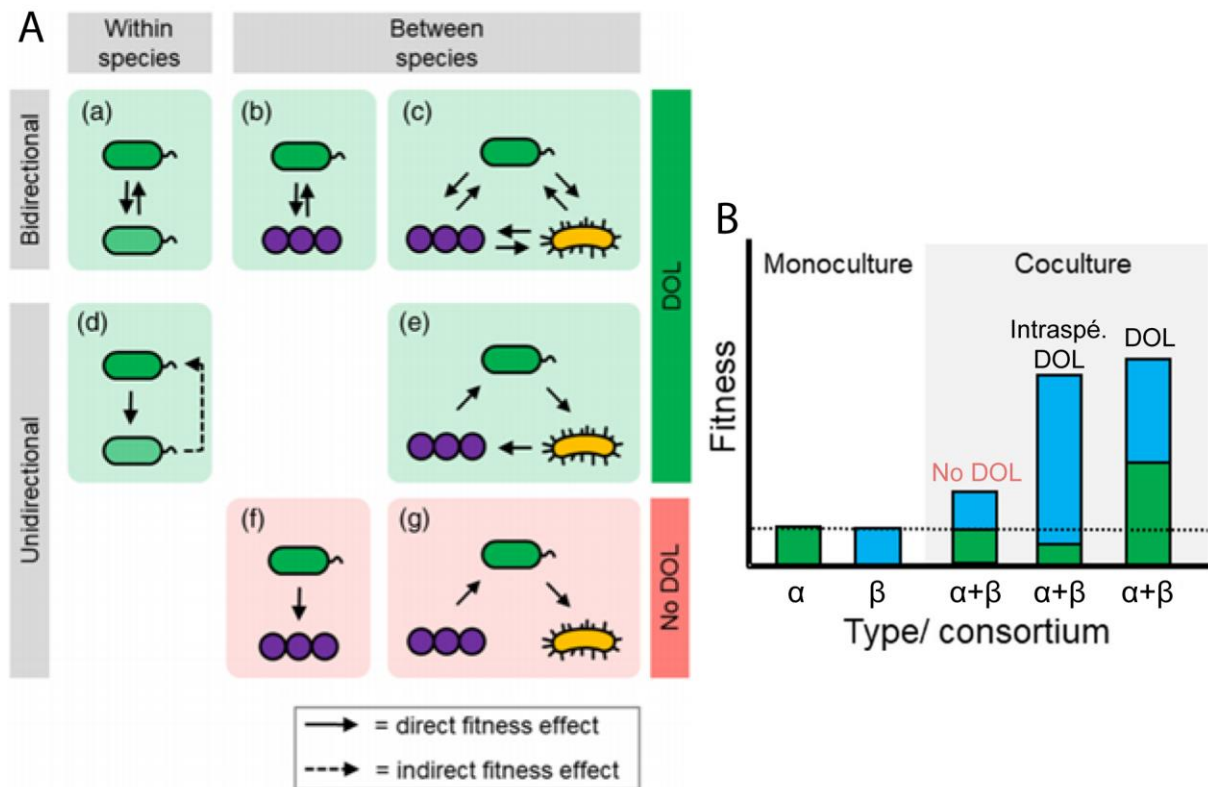 A
Within
species
Between
species
Bidirectional
(a)
(b)
(c)
DOL
Unidirectional
(d)
(e)
(f)
(g)
No DOL
= direct fitness effect
= indirect fitness effect
B
Monoculture
Coculture
Fitness
No DOL
Intraspé.
DOL
DOL
α
β
α+β
α+β
α+β
Type/ consortium